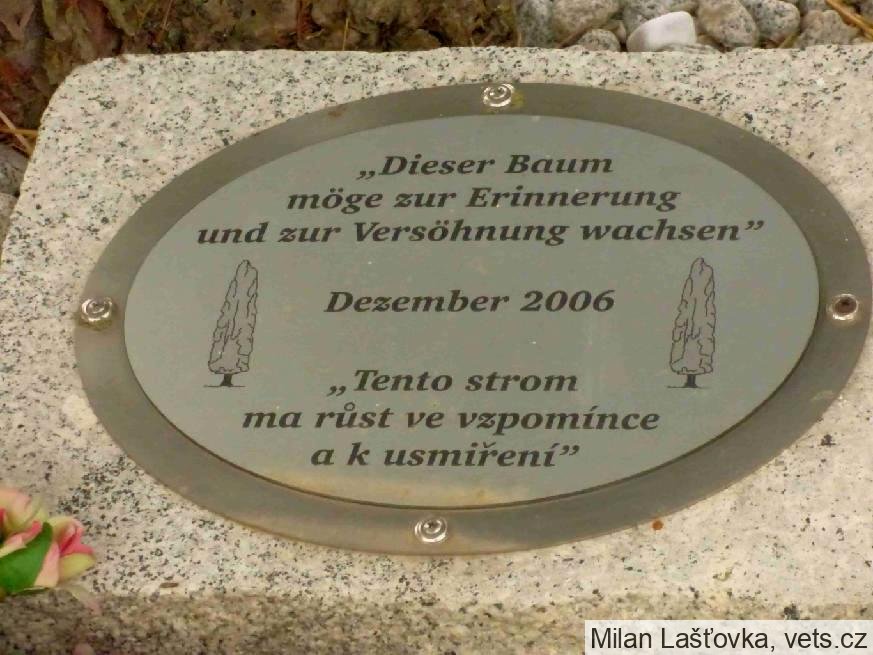 „Dieser Baum
möge zur Erinnerung
und zur Versöhnung wachsen”
Dezember 2006
„Tento strom
ma růst ve vzpomínce
a k usmiření”
Milan Lašťovka, vets.cz